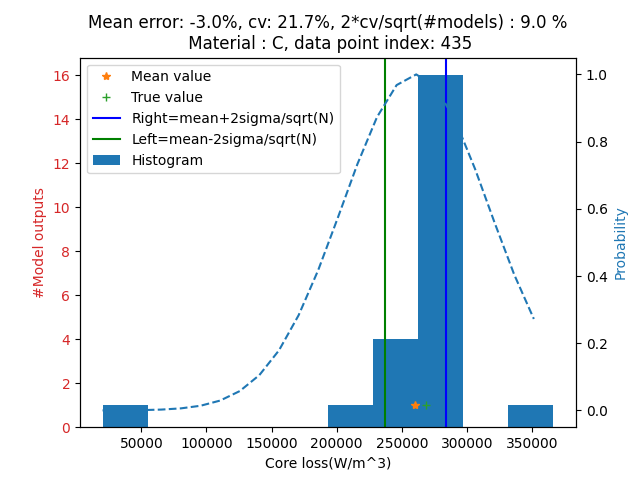 Mean error: -3.0%, cv: 21.7%, 2*cv/sqrt(#models) : 9.0 %
Material : C, data point index: 435
Mean value
True value
Right=mean+2sigma/sqrt(N)
Left=mean-2sigma/sqrt(N)
Histogram
#Model outputs
16
14
12
10
8
6
4
2
0
1.0
0.8
0.6
0.4
0.2
0.0
Probability
50000 100000 150000 200000 250000 300000 350000
Core loss(W/m^3)